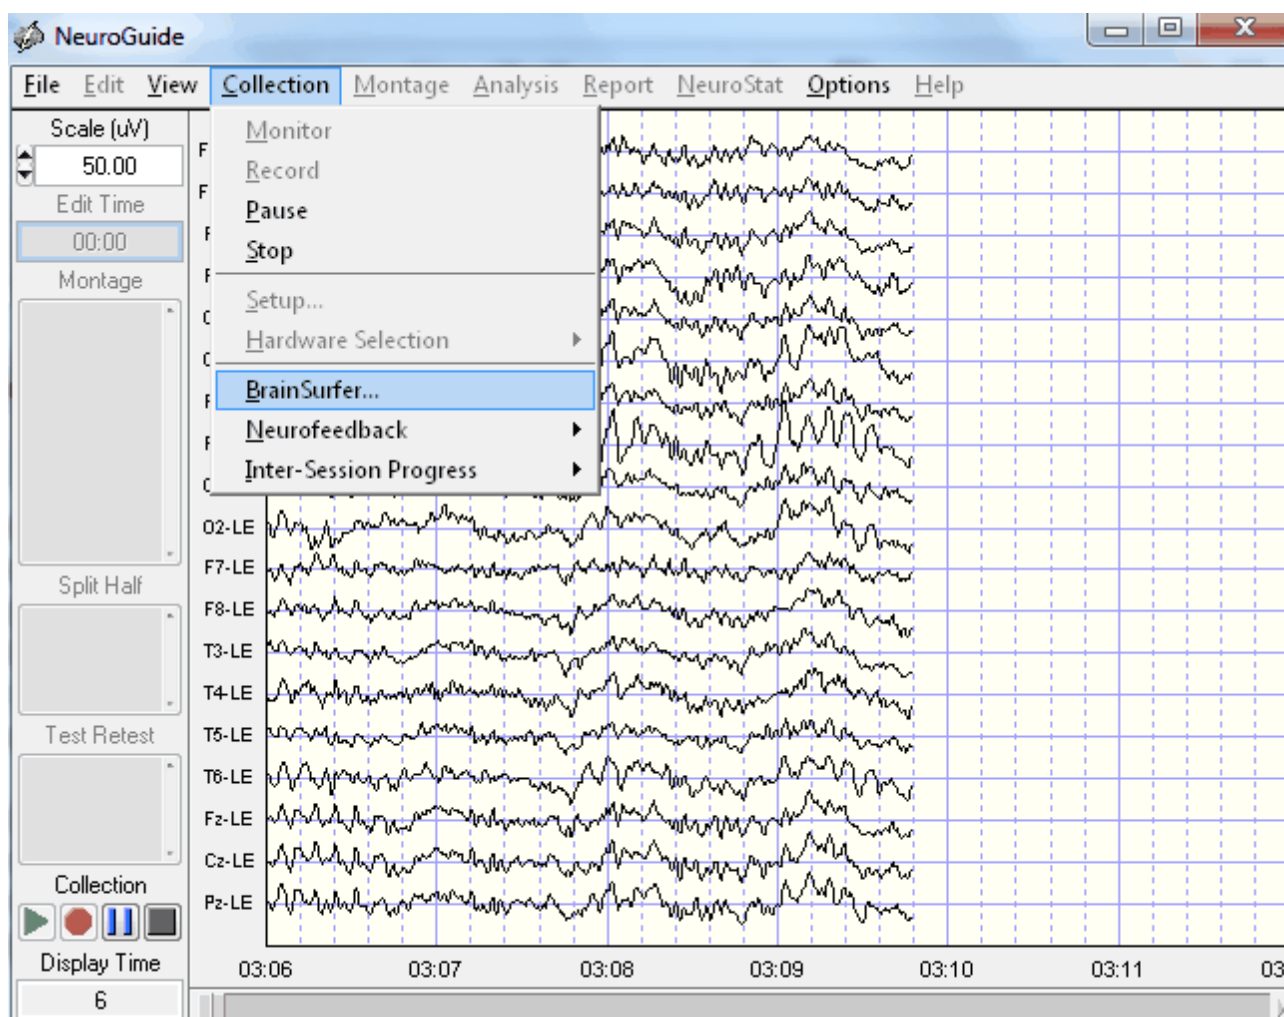 NeuroGuide
File Edit View Collection Montage Analysis Report NeuroStat Options Help
Scale (uV)
50.00
Edit Time
00:00
Montage
Split Half
Test Retest
Collection
Display Time
6
Monitor
Record
Pause
Stop
Setup...
Hardware Selection
BrainSurfer...
Neurofeedback
Inter-Session Progress
F
F
F
F
C
C
P
P
O
O2-LE
F7-LE
F8-LE
T3-LE
T4-LE
T5-LE
T6-LE
Fz-LE
Cz-LE
Pz-LE
03:06 03:07 03:08 03:09 03:10 03:11 03